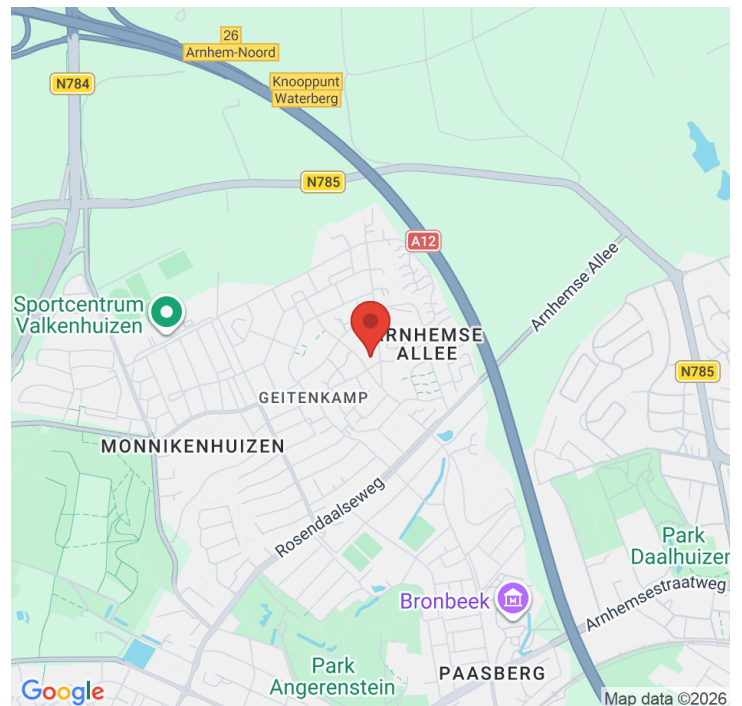 26
Arnhem-Noord
Knooppunt
Waterberg
N784
N785
A12
Arnhemse Allee
Sportcentrum
Valkenhuizen
ARNHEMSE
ALLEE
N785
GEITENKAMP
MONNIKENHUIZEN
Rosendaalseweg
Park
Daalhuizen
Bronbeek
Arnhemsestraatweg
Park
Angerenstein
PAASBERG
Google
Map data ©2026